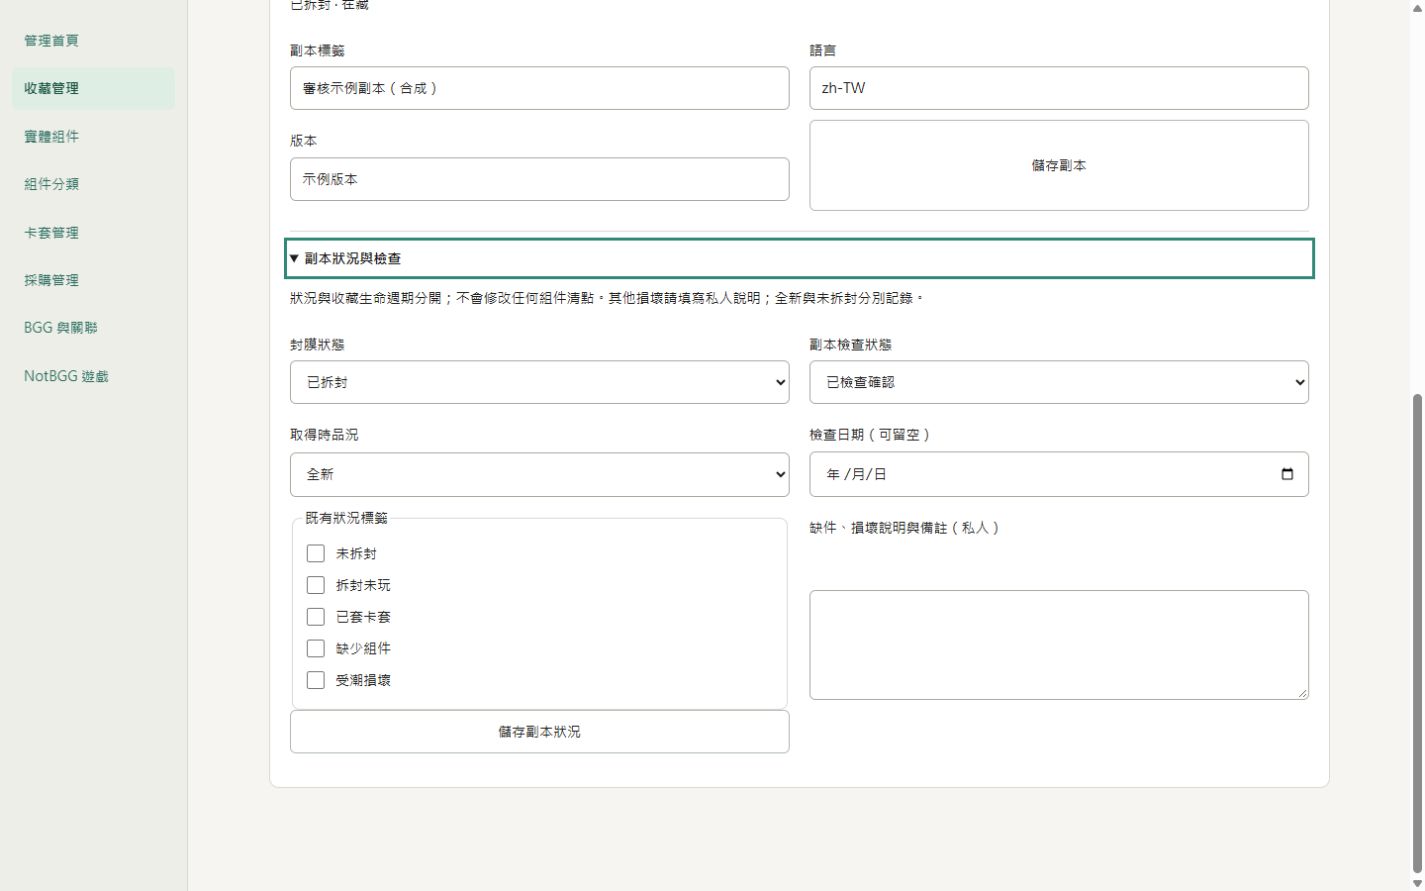 已拆封 · 在藏
管理首頁
收藏管理
實體組件
組件分類
卡套管理
採購管理
BGG 與關聯
NotBGG 遊戲
副本標籤
審核示例副本（合成）
語言
zh-TW
版本
示例版本
儲存副本
▼ 副本狀況與檢查
狀況與收藏生命週期分開；不會修改任何組件清點。其他損壞請填寫私人說明；全新與未拆封分別記錄。
封膜狀態
已拆封
副本檢查狀態
已檢查確認
取得時品況
全新
檢查日期（可留空）
年 /月/日
既有狀況標籤
未拆封
拆封未玩
已套卡套
缺少組件
受潮損壞
缺件、損壞說明與備註（私人）
儲存副本狀況